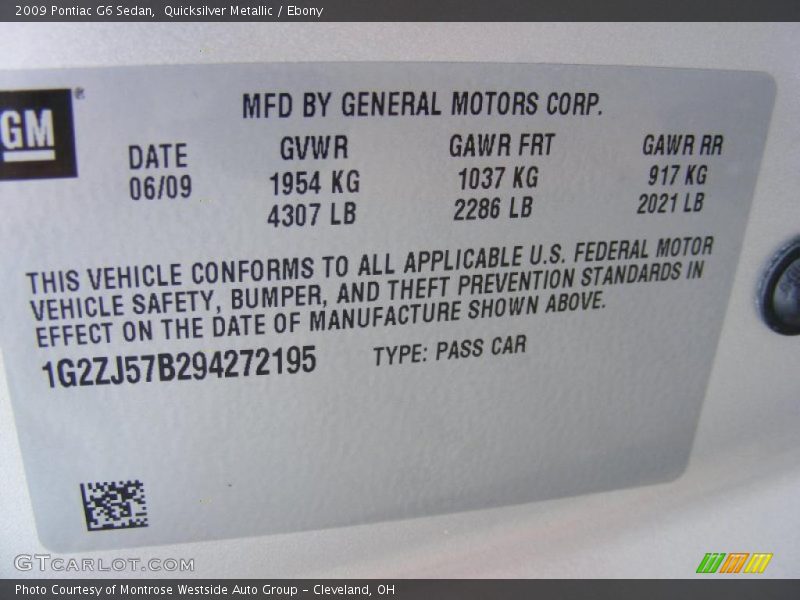 2009 Pontiac G6 Sedan, Quicksilver Metallic / Ebony
GM®
MFD BY GENERAL MOTORS CORP.
DATE GVWR GAWR FRT GAWR RR
06/09 1954 KG 1037 KG 917 KG
4307 LB 2286 LB 2021 LB
THIS VEHICLE CONFORMS TO ALL APPLICABLE U.S. FEDERAL MOTOR
VEHICLE SAFETY, BUMPER, AND THEFT PREVENTION STANDARDS IN
EFFECT ON THE DATE OF MANUFACTURE SHOWN ABOVE.
1G2ZJ57B294272195 TYPE: PASS CAR
GTCARLOT.COM
Photo Courtesy of Montrose Westside Auto Group - Cleveland, OH